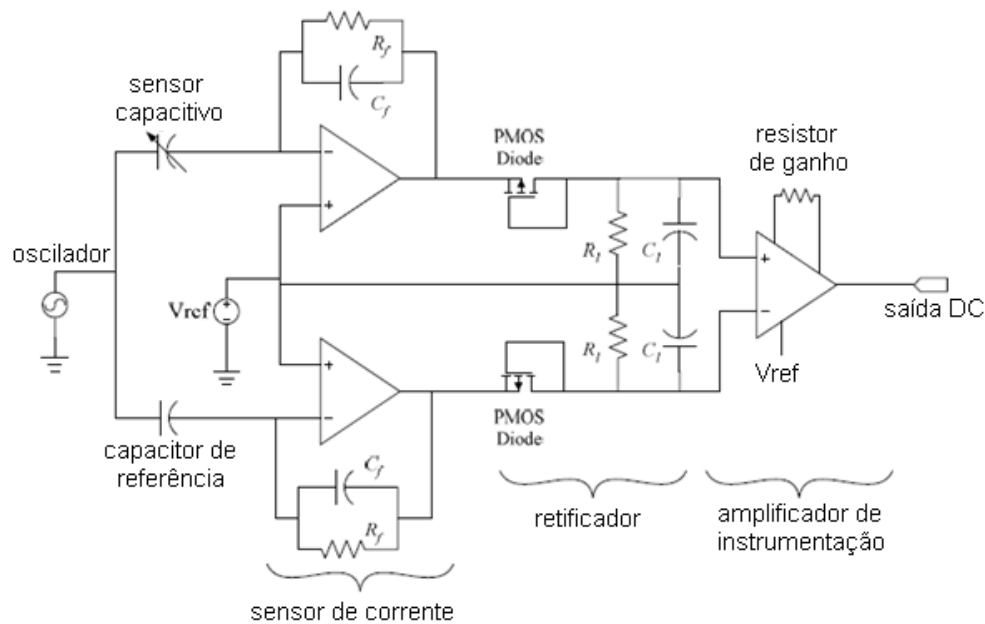 R_f
C_f
sensor
capacitivo
PMOS
Diode
resistor
de ganho
−
+
oscilador
R_1
C_1
+
−
Vref
+
−
saída DC
R_1
C_1
Vref
+
−
PMOS
Diode
capacitor de
referência
C_f
R_f
retificador
amplificador de
instrumentação
sensor de corrente